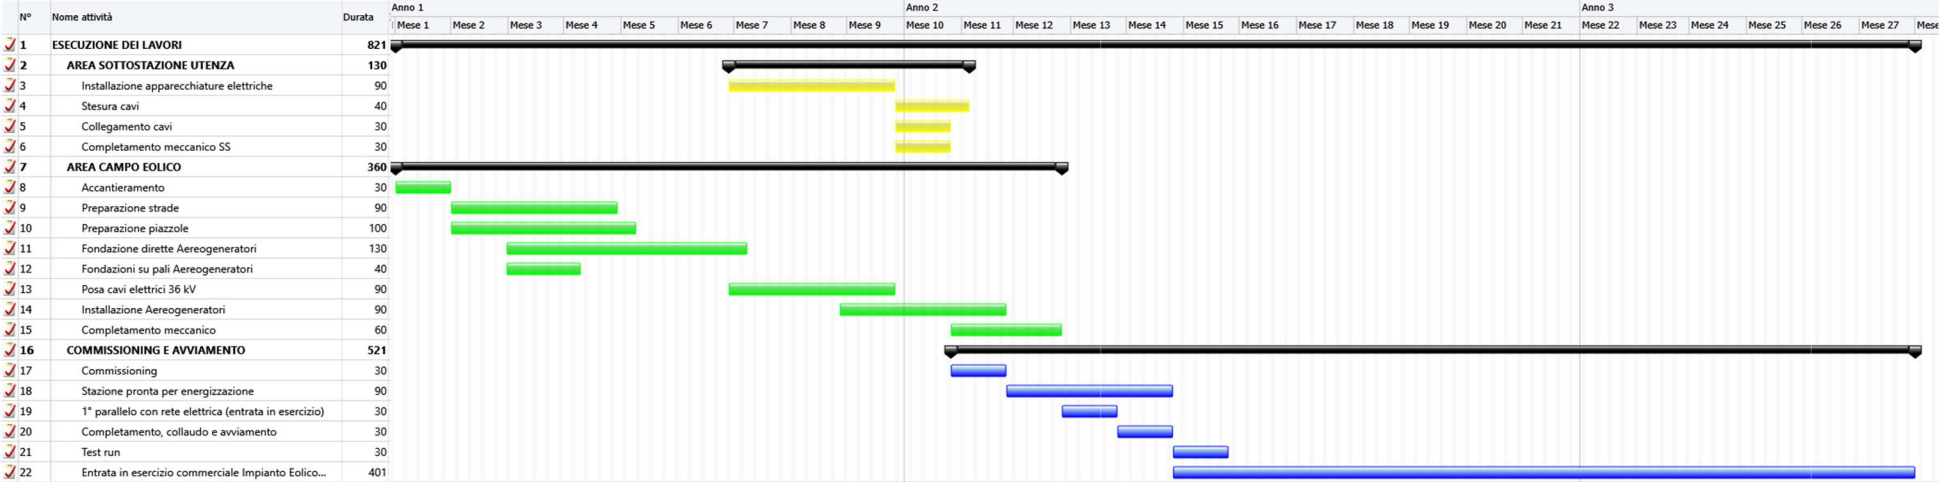 Anno 1 Anno 2 Anno 3
N° Nome attività Durata Mese 1 Mese 2 Mese 3 Mese 4 Mese 5 Mese 6 Mese 7 Mese 8 Mese 9 Mese 10 Mese 11 Mese 12 Mese 13 Mese 14 Mese 15 Mese 16 Mese 17 Mese 18 Mese 19 Mese 20 Mese 21 Mese 22 Mese 23 Mese 24 Mese 25 Mese 26 Mese 27 Mese
1 ESECUZIONE DEI LAVORI 821
2 AREA SOTTOSTAZIONE UTENZA 130
3 Installazione apparecchiature elettriche 90
4 Stesura cavi 40
5 Collegamento cavi 30
6 Completamento meccanico SS 30
7 AREA CAMPO EOLICO 360
8 Accantieramento 30
9 Preparazione strade 90
10 Preparazione piazzole 100
11 Fondazione dirette Aereogeneratori 130
12 Fondazioni su pali Aereogeneratori 40
13 Posa cavi elettrici 36 kV 90
14 Installazione Aereogeneratori 90
15 Completamento meccanico 60
16 COMMISSIONING E AVVIAMENTO 521
17 Commissioning 30
18 Stazione pronta per energizzazione 90
19 1° parallelo con rete elettrica (entrata in esercizio) 30
20 Completamento, collaudo e avviamento 30
21 Test run 30
22 Entrata in esercizio commerciale Impianto Eolico... 401